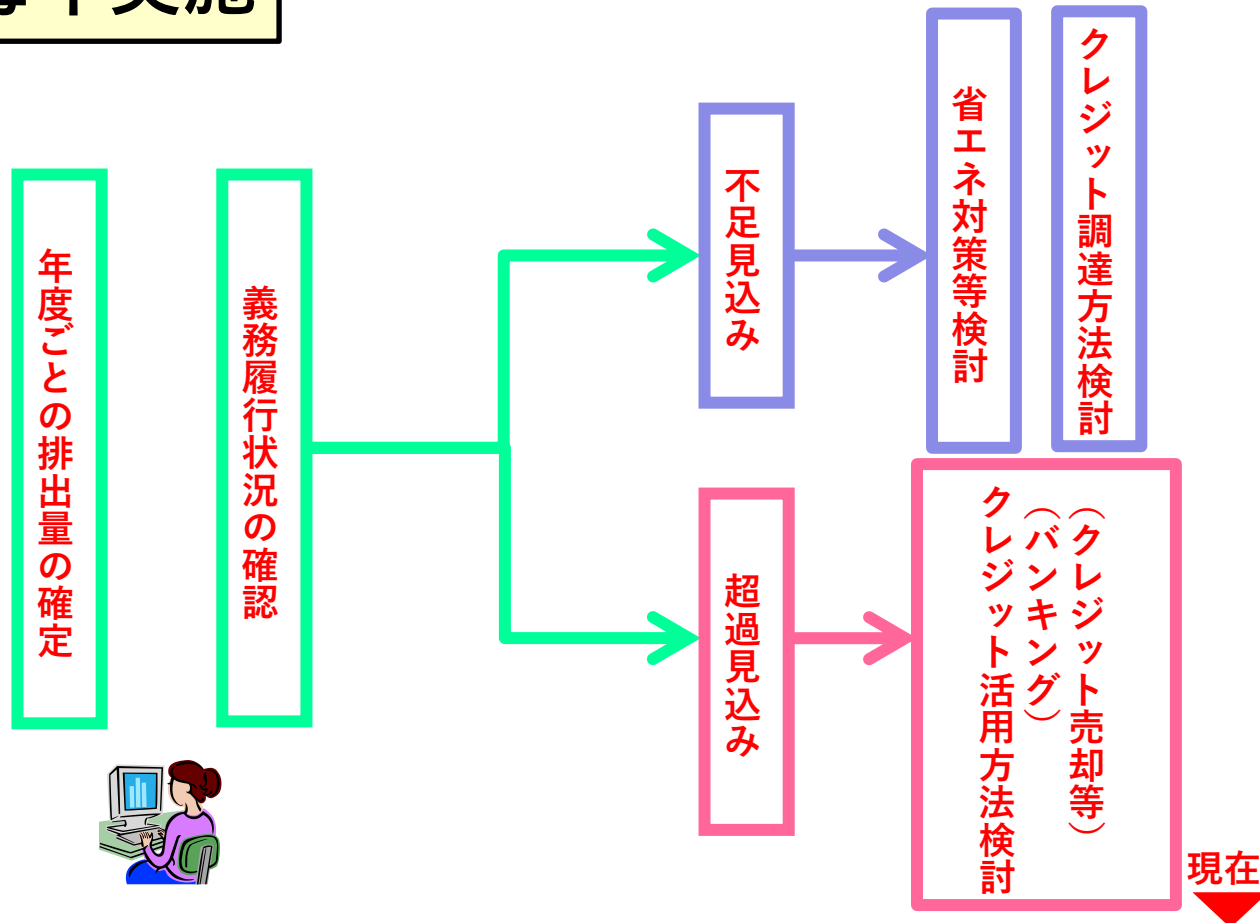 年実施
年度ごとの排出量の確定
義務履行状況の確認
不足見込み
省エネ対策等検討
クレジット調達方法検討
超過見込み
クレジット活用方法検討
（バンキング）
（クレジット売却等）
現在